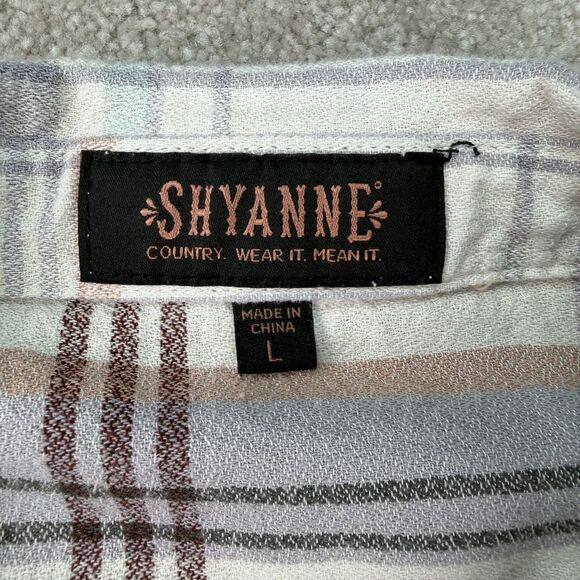 SHYANNE°
COUNTRY. WEAR IT. MEAN IT.
MADE IN
CHINA
L